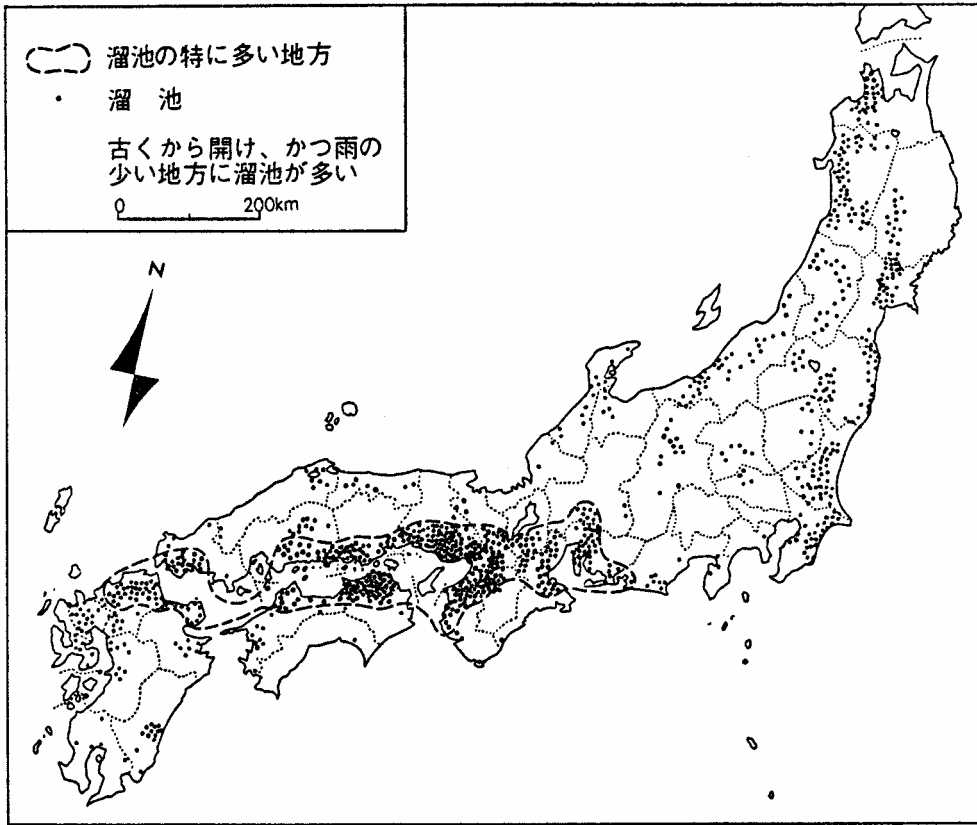 溜池の特に多い地方
溜 池
古くから開け、かつ雨の
少い地方に溜池が多い
0 200km
N